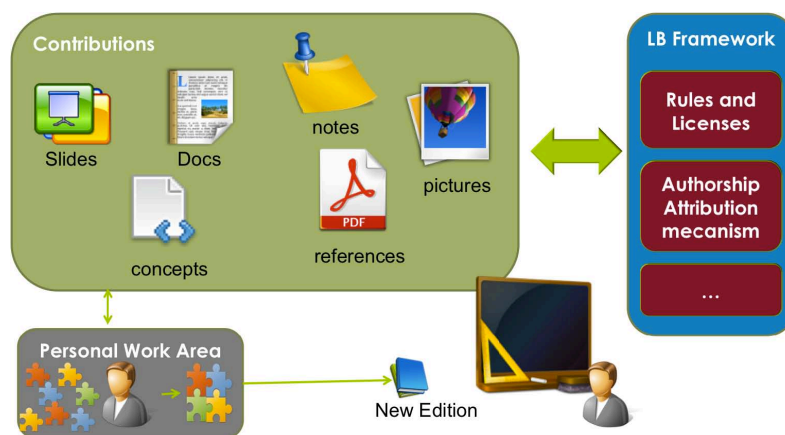 Contributions
Slides
Docs
notes
pictures
concepts
PDF
references
LB Framework
Rules and
Licenses
Authorship
Attribution
mecanism
...
Personal Work Area
New Edition